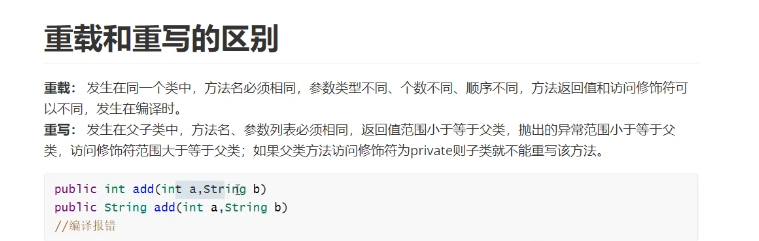 重载和重写的区别
重载： 发生在同一个类中，方法名必须相同，参数类型不同、个数不同、顺序不同，方法返回值和访问修饰符可
以不同，发生在编译时。
重写： 发生在父子类中，方法名、参数列表必须相同，返回值范围小于等于父类，抛出的异常范围小于等于父
类，访问修饰符范围大于等于父类；如果父类方法访问修饰符为private则子类就不能重写该方法。
public int add(int a,String b)
public String add(int a,String b)
//编译报错